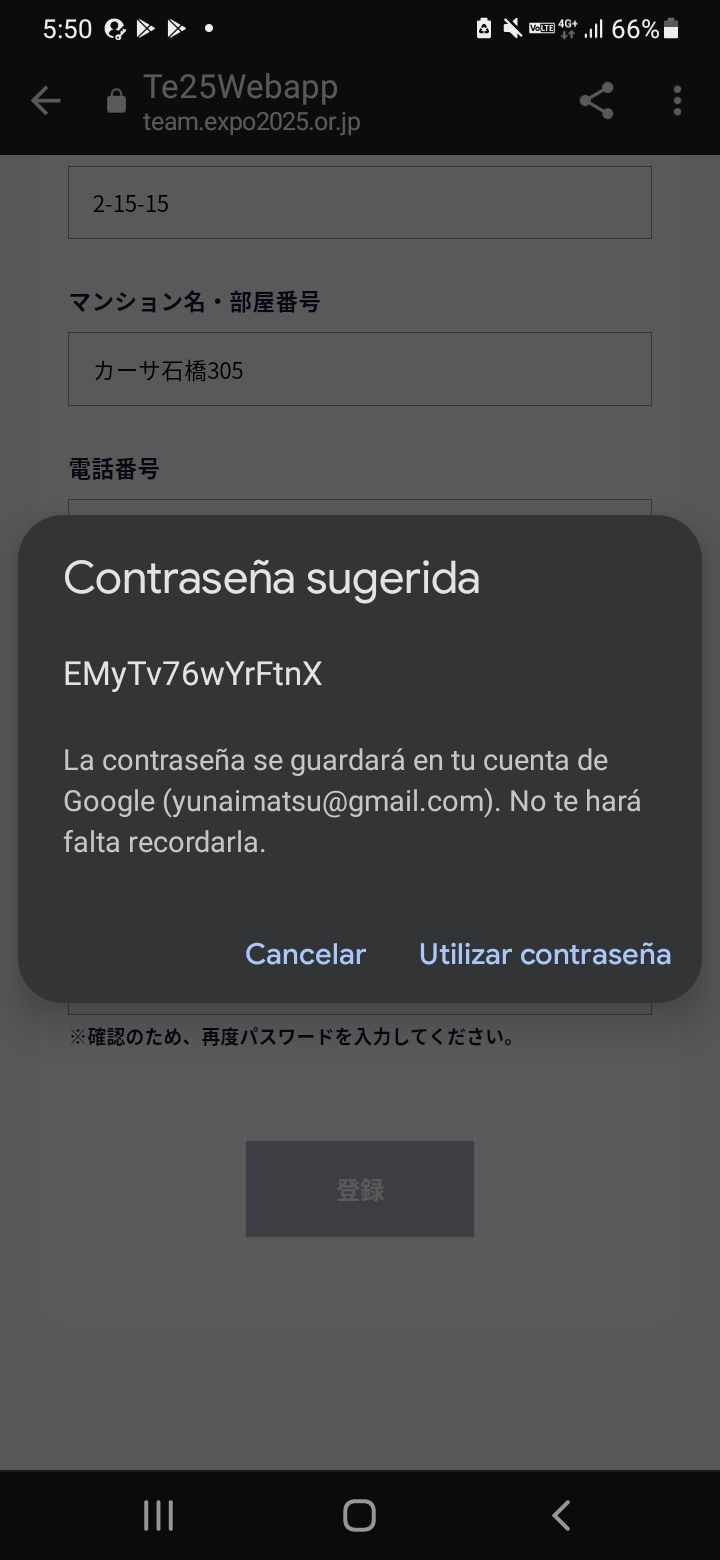 5:50
VoLTE 4G+ 66%
Te25Webapp
team.expo2025.or.jp
2-15-15
マンション名・部屋番号
カーサ石橋305
電話番号
Contraseña sugerida
EMyTv76wYrFtnX
La contraseña se guardará en tu cuenta de
Google (yunaimatsu@gmail.com). No te hará
falta recordarla.
Cancelar
Utilizar contraseña
※確認のため、再度パスワードを入力してください。
登録